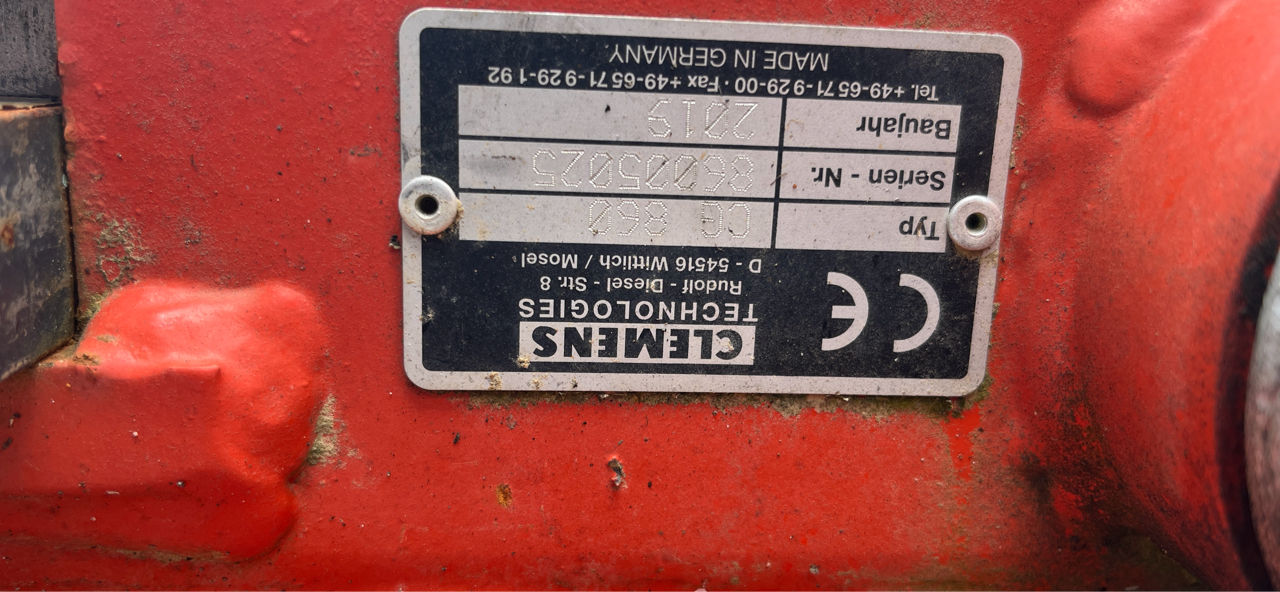 CE
CLEMENS
TECHNOLOGIES
Rudolf - Diesel - Str. 8
D - 54516 Wittlich / Mosel
Typ CG 860
Serien - Nr. 86005025
Baujahr 2019
Tel. +49-65 71-9 29-00 · Fax +49-65 71-9 29-1 92
MADE IN GERMANY